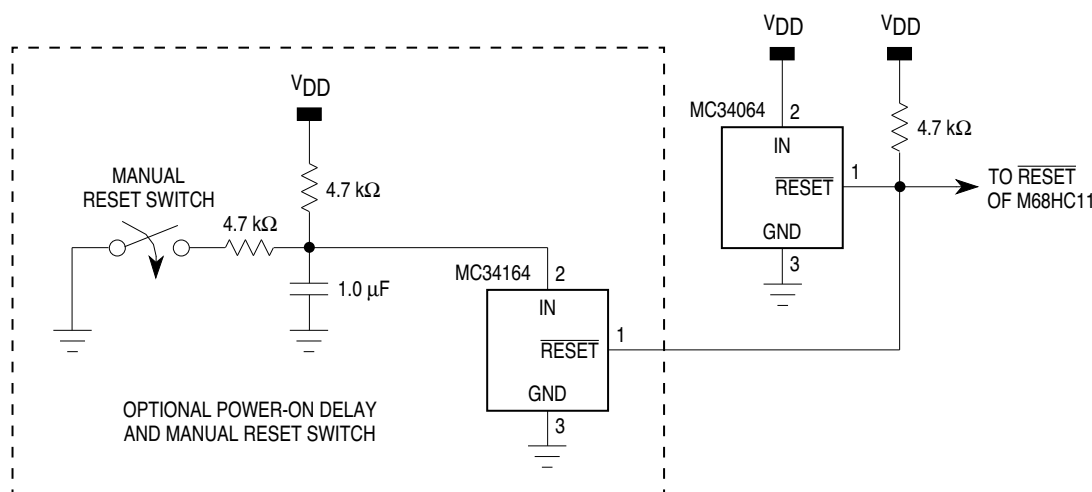 VDD
4.7 kΩ
MANUAL
RESET SWITCH
4.7 kΩ
1.0 µF
MC34164
2
IN
RESET
1
GND
3
OPTIONAL POWER-ON DELAY
AND MANUAL RESET SWITCH
VDD
VDD
MC34064
2
IN
RESET
1
GND
3
4.7 kΩ
TO RESET
OF M68HC11